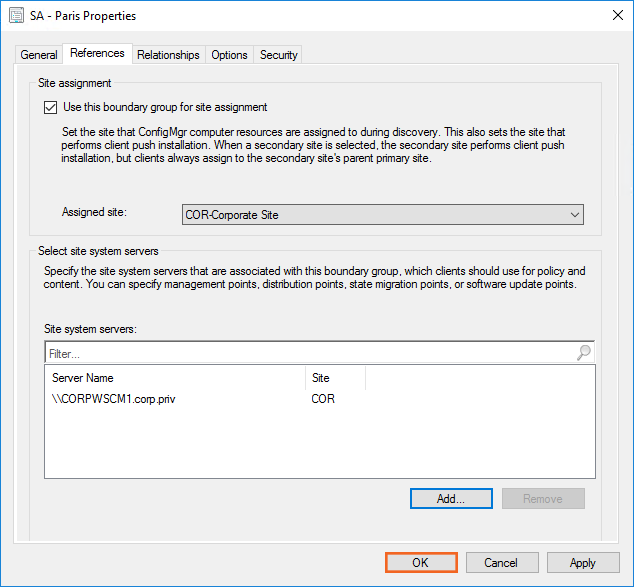 SA - Paris Properties
General References Relationships Options Security
Site assignment
Use this boundary group for site assignment
Set the site that ConfigMgr computer resources are assigned to during discovery. This also sets the site that
performs client push installation. When a secondary site is selected, the secondary site performs client push
installation, but clients always assign to the secondary site's parent primary site.
Assigned site: COR-Corporate Site
Select site system servers
Specify the site system servers that are associated with this boundary group, which clients should use for policy and
content. You can specify management points, distribution points, state migration points, or software update points.
Site system servers:
Filter...
Server Name Site
\\CORPWSCM1.corp.priv COR
Add... Remove
OK Cancel Apply